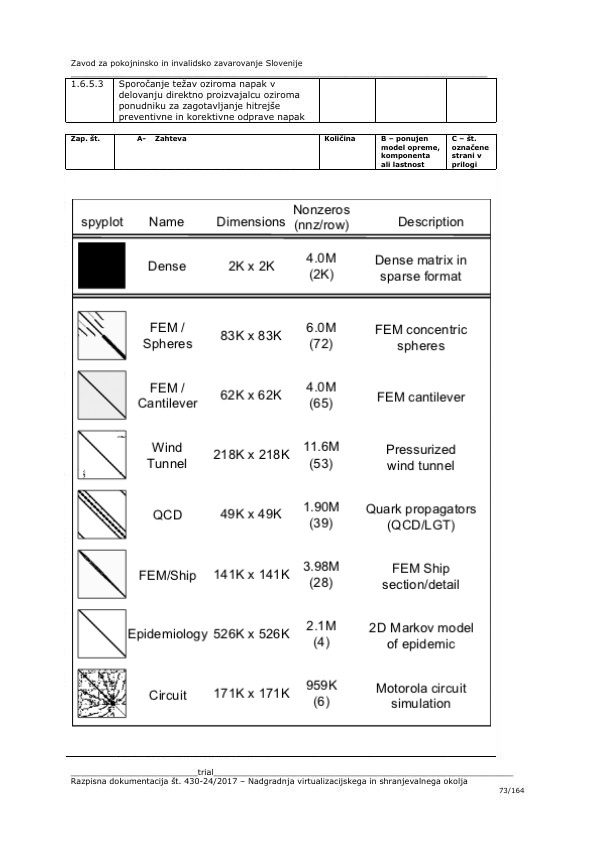 Zavod za pokojninsko in invalidsko zavarovanje Slovenije
1.6.5.3 Sporočanje težav oziroma napak v
delovanju direktno proizvajalcu oziroma
ponudniku za zagotavljanje hitrejše
preventivne in korektivne odprave napak
Zap. št. A- Zahteva Količina B – ponujen
model opreme,
komponenta
ali lastnost
C – št.
označene
strani v
prilogi
spyplot Name Dimensions Nonzeros
(nnz/row) Description
Dense 2K x 2K 4.0M
(2K) Dense matrix in
sparse format
FEM /
Spheres 83K x 83K 6.0M
(72) FEM concentric
spheres
FEM /
Cantilever 62K x 62K 4.0M
(65) FEM cantilever
Wind
Tunnel 218K x 218K 11.6M
(53) Pressurized
wind tunnel
QCD 49K x 49K 1.90M
(39) Quark propagators
(QCD/LGT)
FEM/Ship 141K x 141K 3.98M
(28) FEM Ship
section/detail
Epidemiology 526K x 526K 2.1M
(4) 2D Markov model
of epidemic
Circuit 171K x 171K 959K
(6) Motorola circuit
simulation
trial
Razpisna dokumentacija št. 430-24/2017 – Nadgradnja virtualizacijskega in shranjevalnega okolja
73/164